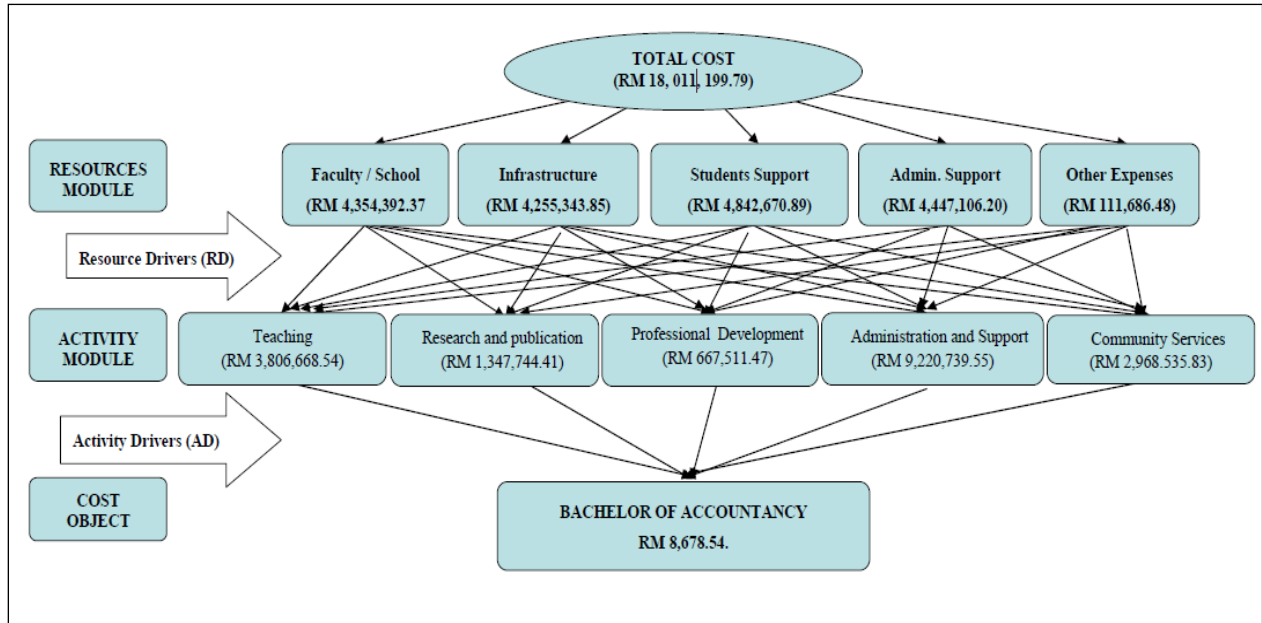 TOTAL COST
(RM 18, 011, 199.79)
RESOURCES
MODULE
Faculty / School
(RM 4,354,392.37
Infrastructure
(RM 4,255,343.85)
Students Support
(RM 4,842,670.89)
Admin. Support
(RM 4,447,106.20)
Other Expenses
(RM 111,686.48)
Resource Drivers (RD)
ACTIVITY
MODULE
Teaching
(RM 3,806,668.54)
Research and publication
(RM 1,347,744.41)
Professional Development
(RM 667,511.47)
Administration and Support
(RM 9,220,739.55)
Community Services
(RM 2,968.535.83)
Activity Drivers (AD)
COST
OBJECT
BACHELOR OF ACCOUNTANCY
RM 8,678.54.